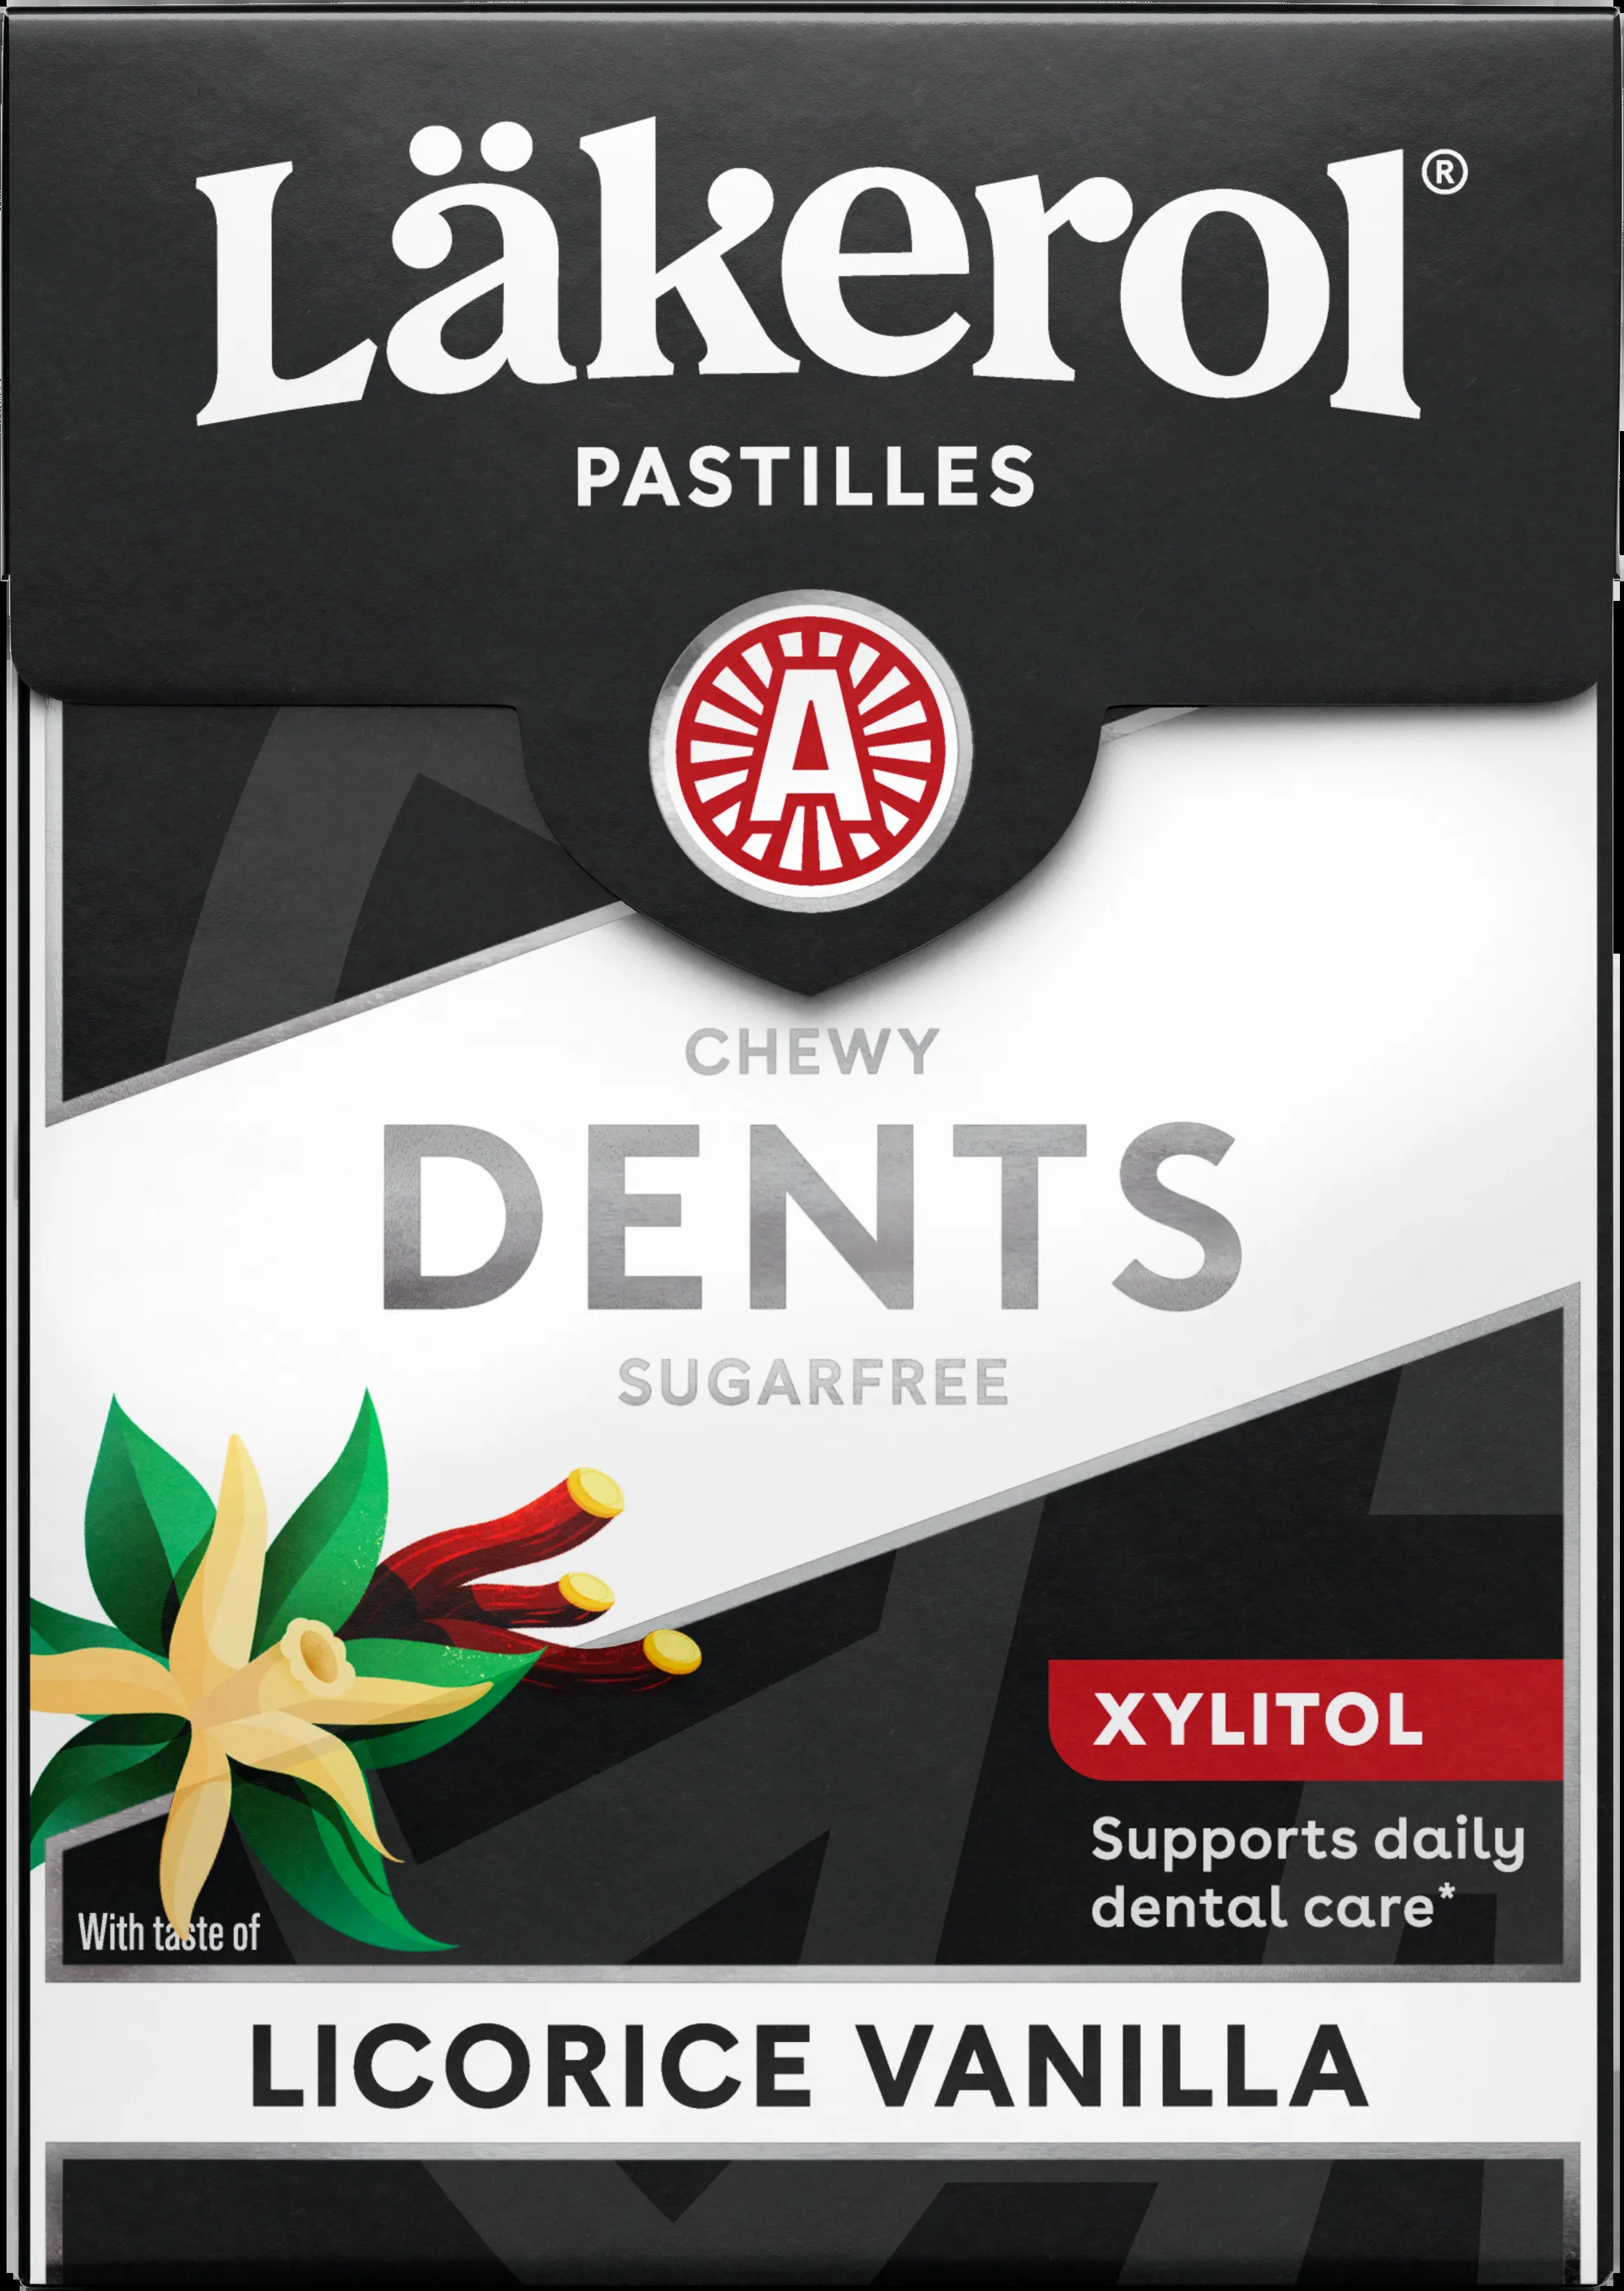 Läkerol®
PASTILLES
A
CHEWY
DENTS
SUGARFREE
XYLITOL
Supports daily
dental care*
With taste of
LICORICE VANILLA